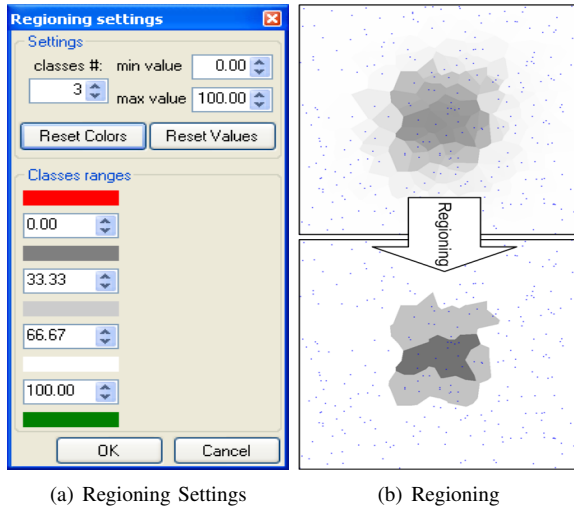 Regioning settings
Settings
classes #: min value 0.00
3 max value 100.00
Reset Colors Reset Values
Classes ranges
0.00
33.33
66.67
100.00
OK Cancel
Regioning
(a) Regioning Settings (b) Regioning